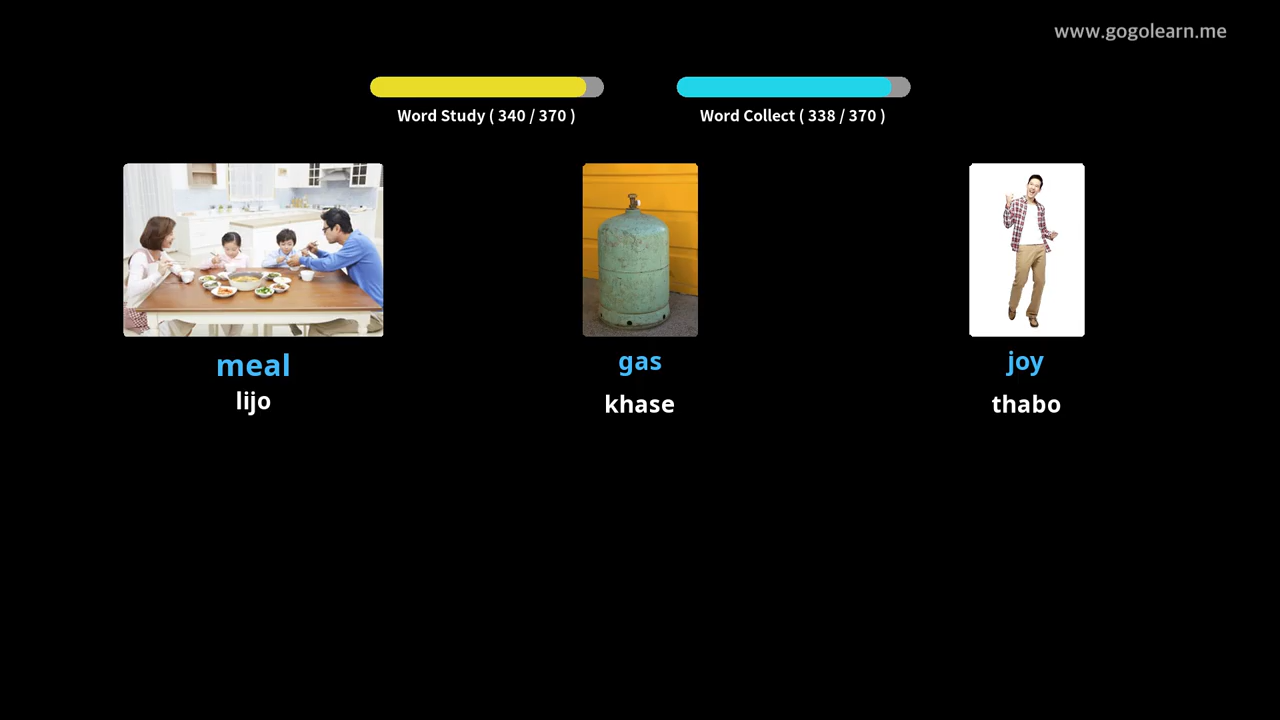 www.gogolearn.me
Word Study ( 340 / 370 )
Word Collect ( 338 / 370 )
meal
lijo
gas
khase
joy
thabo